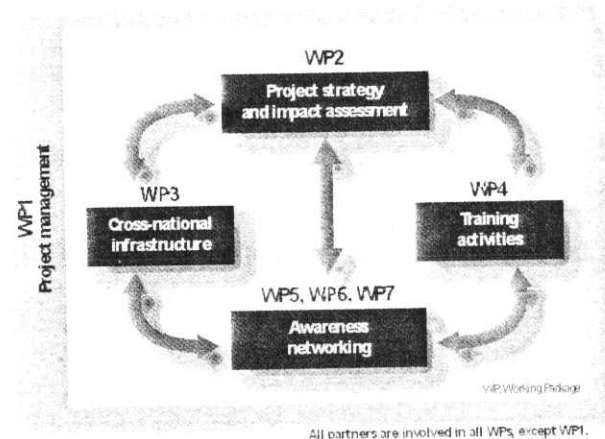 WP2
Project strategy
and impact assessment
WP1
Project management
WP3
Cross-national
infrastructure
WP4
Training
activities
WP5, WP6, WP7
Awareness
networking
WP: Working Package
All partners are involved in all WPs, except WP1.